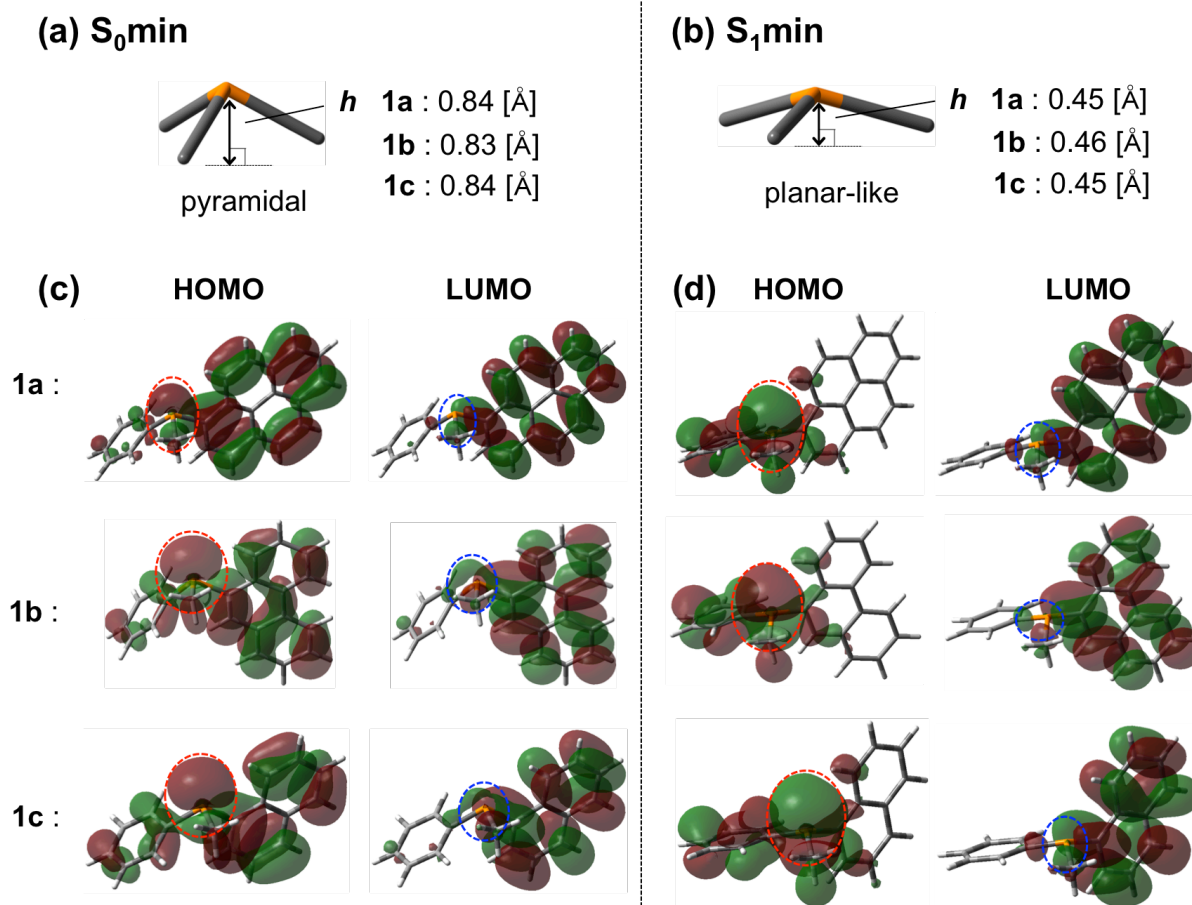 (a) S₀min
h 1a : 0.84 [Å]
1b : 0.83 [Å]
1c : 0.84 [Å]
pyramidal
(b) S₁min
h 1a : 0.45 [Å]
1b : 0.46 [Å]
1c : 0.45 [Å]
planar-like
(c) HOMO LUMO
(d) HOMO LUMO
1a :
1b :
1c :